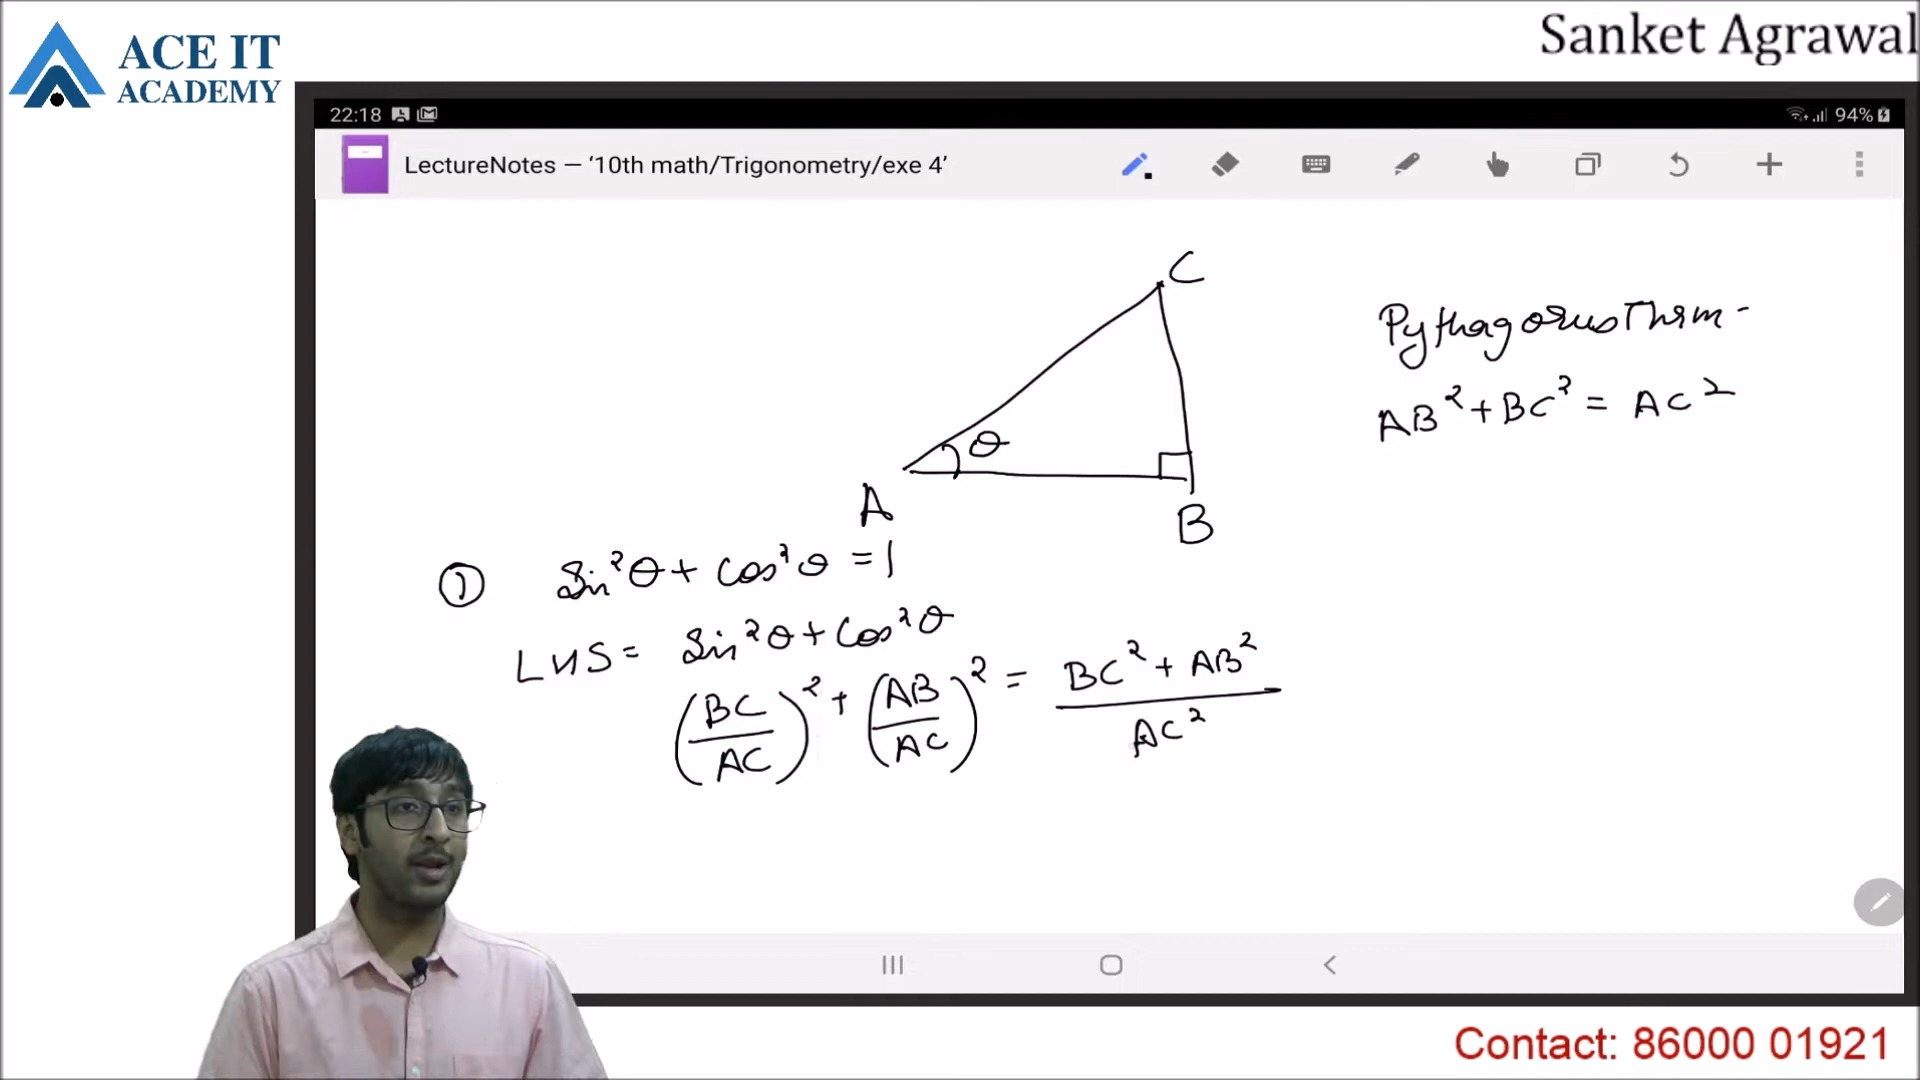 ACE IT
ACADEMY
Sanket Agrawal
22:18
94%
LectureNotes — ‘10th math/Trigonometry/exe 4’
C
Pythagorus Thrm -
AB² + BC² = AC²
θ
A
B
① Sin²θ + Cos²θ = 1
LHS = Sin²θ + Cos²θ
(BC/AC)² + (AB/AC)² = BC² + AB² / AC²
Contact: 86000 01921